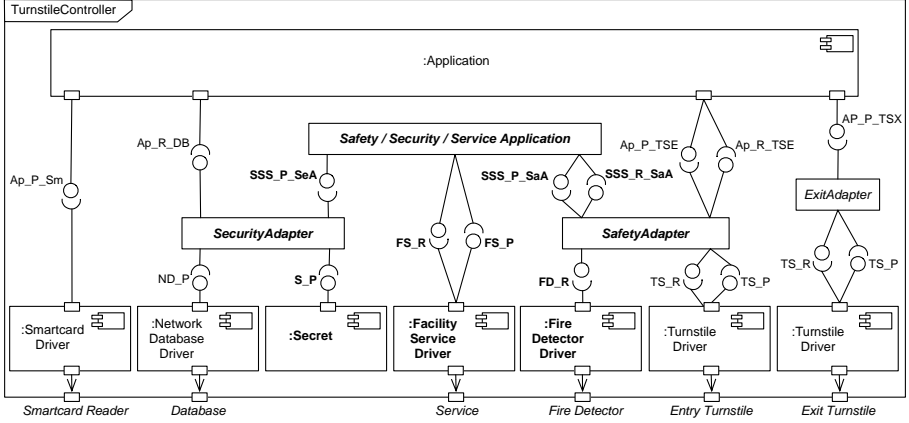 TurnstileController
:Application
AP_P_TSX
Ap_R_DB
Safety / Security / Service Application
Ap_P_TSE
Ap_R_TSE
Ap_P_Sm
SSS_P_SeA
SSS_P_SaA
SSS_R_SaA
ExitAdapter
SecurityAdapter
FS_R
FS_P
SafetyAdapter
TS_R
TS_P
ND_P
S_P
FD_R
TS_R
TS_P
:Smartcard
Driver
:Network
Database
Driver
:Secret
:Facility
Service
Driver
:Fire
Detector
Driver
:Turnstile
Driver
:Turnstile
Driver
Smartcard Reader
Database
Service
Fire Detector
Entry Turnstile
Exit Turnstile